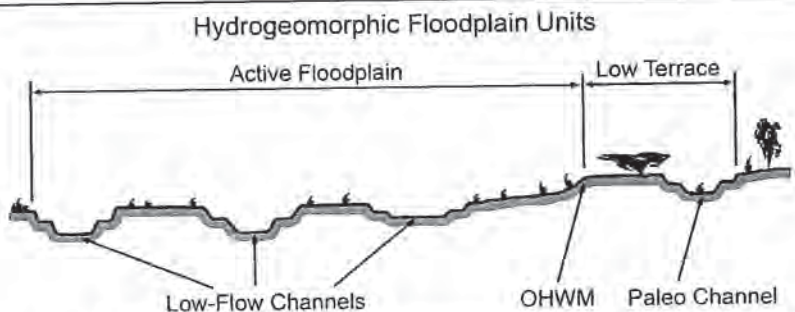 Hydrogeomorphic Floodplain Units
Active Floodplain
Low Terrace
Low-Flow Channels
OHWM
Paleo Channel